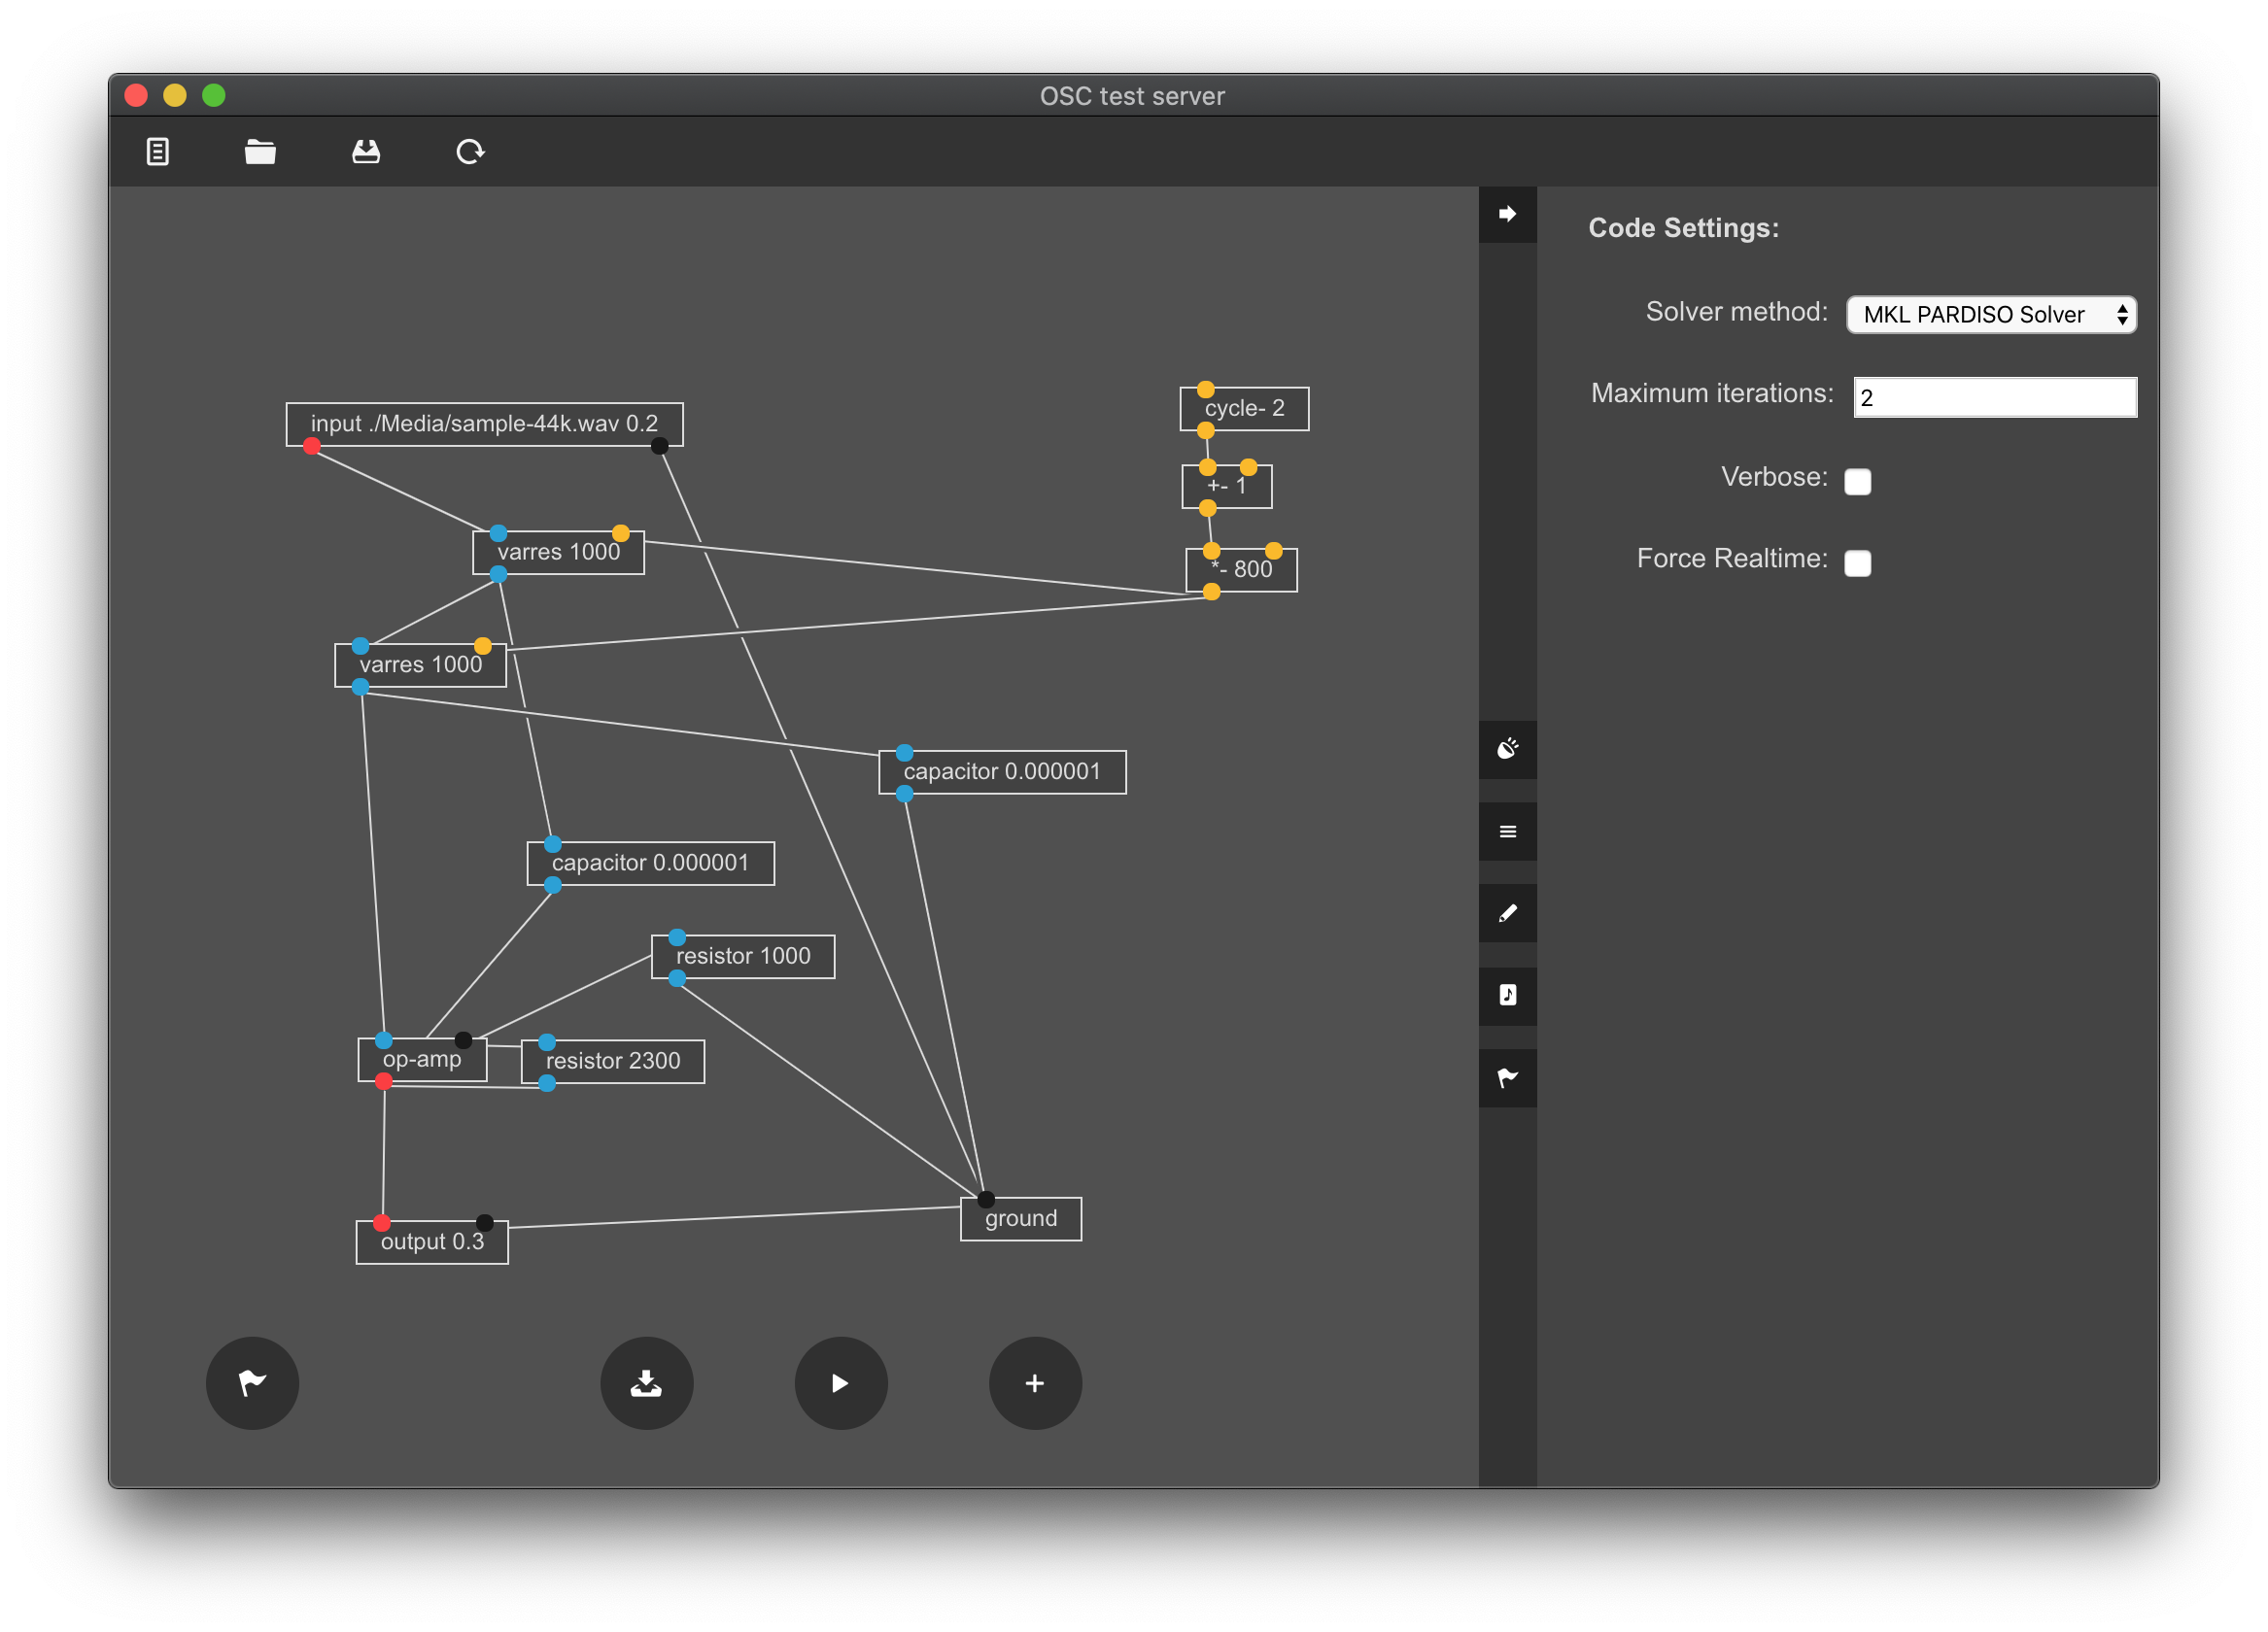 OSC test server
input ./Media/sample-44k.wav 0.2
cycle- 2
+- 1
varres 1000
*- 800
varres 1000
capacitor 0.000001
capacitor 0.000001
resistor 1000
op-amp
resistor 2300
ground
output 0.3
Code Settings:
Solver method: MKL PARDISO Solver
Maximum iterations: 2
Verbose:
Force Realtime: